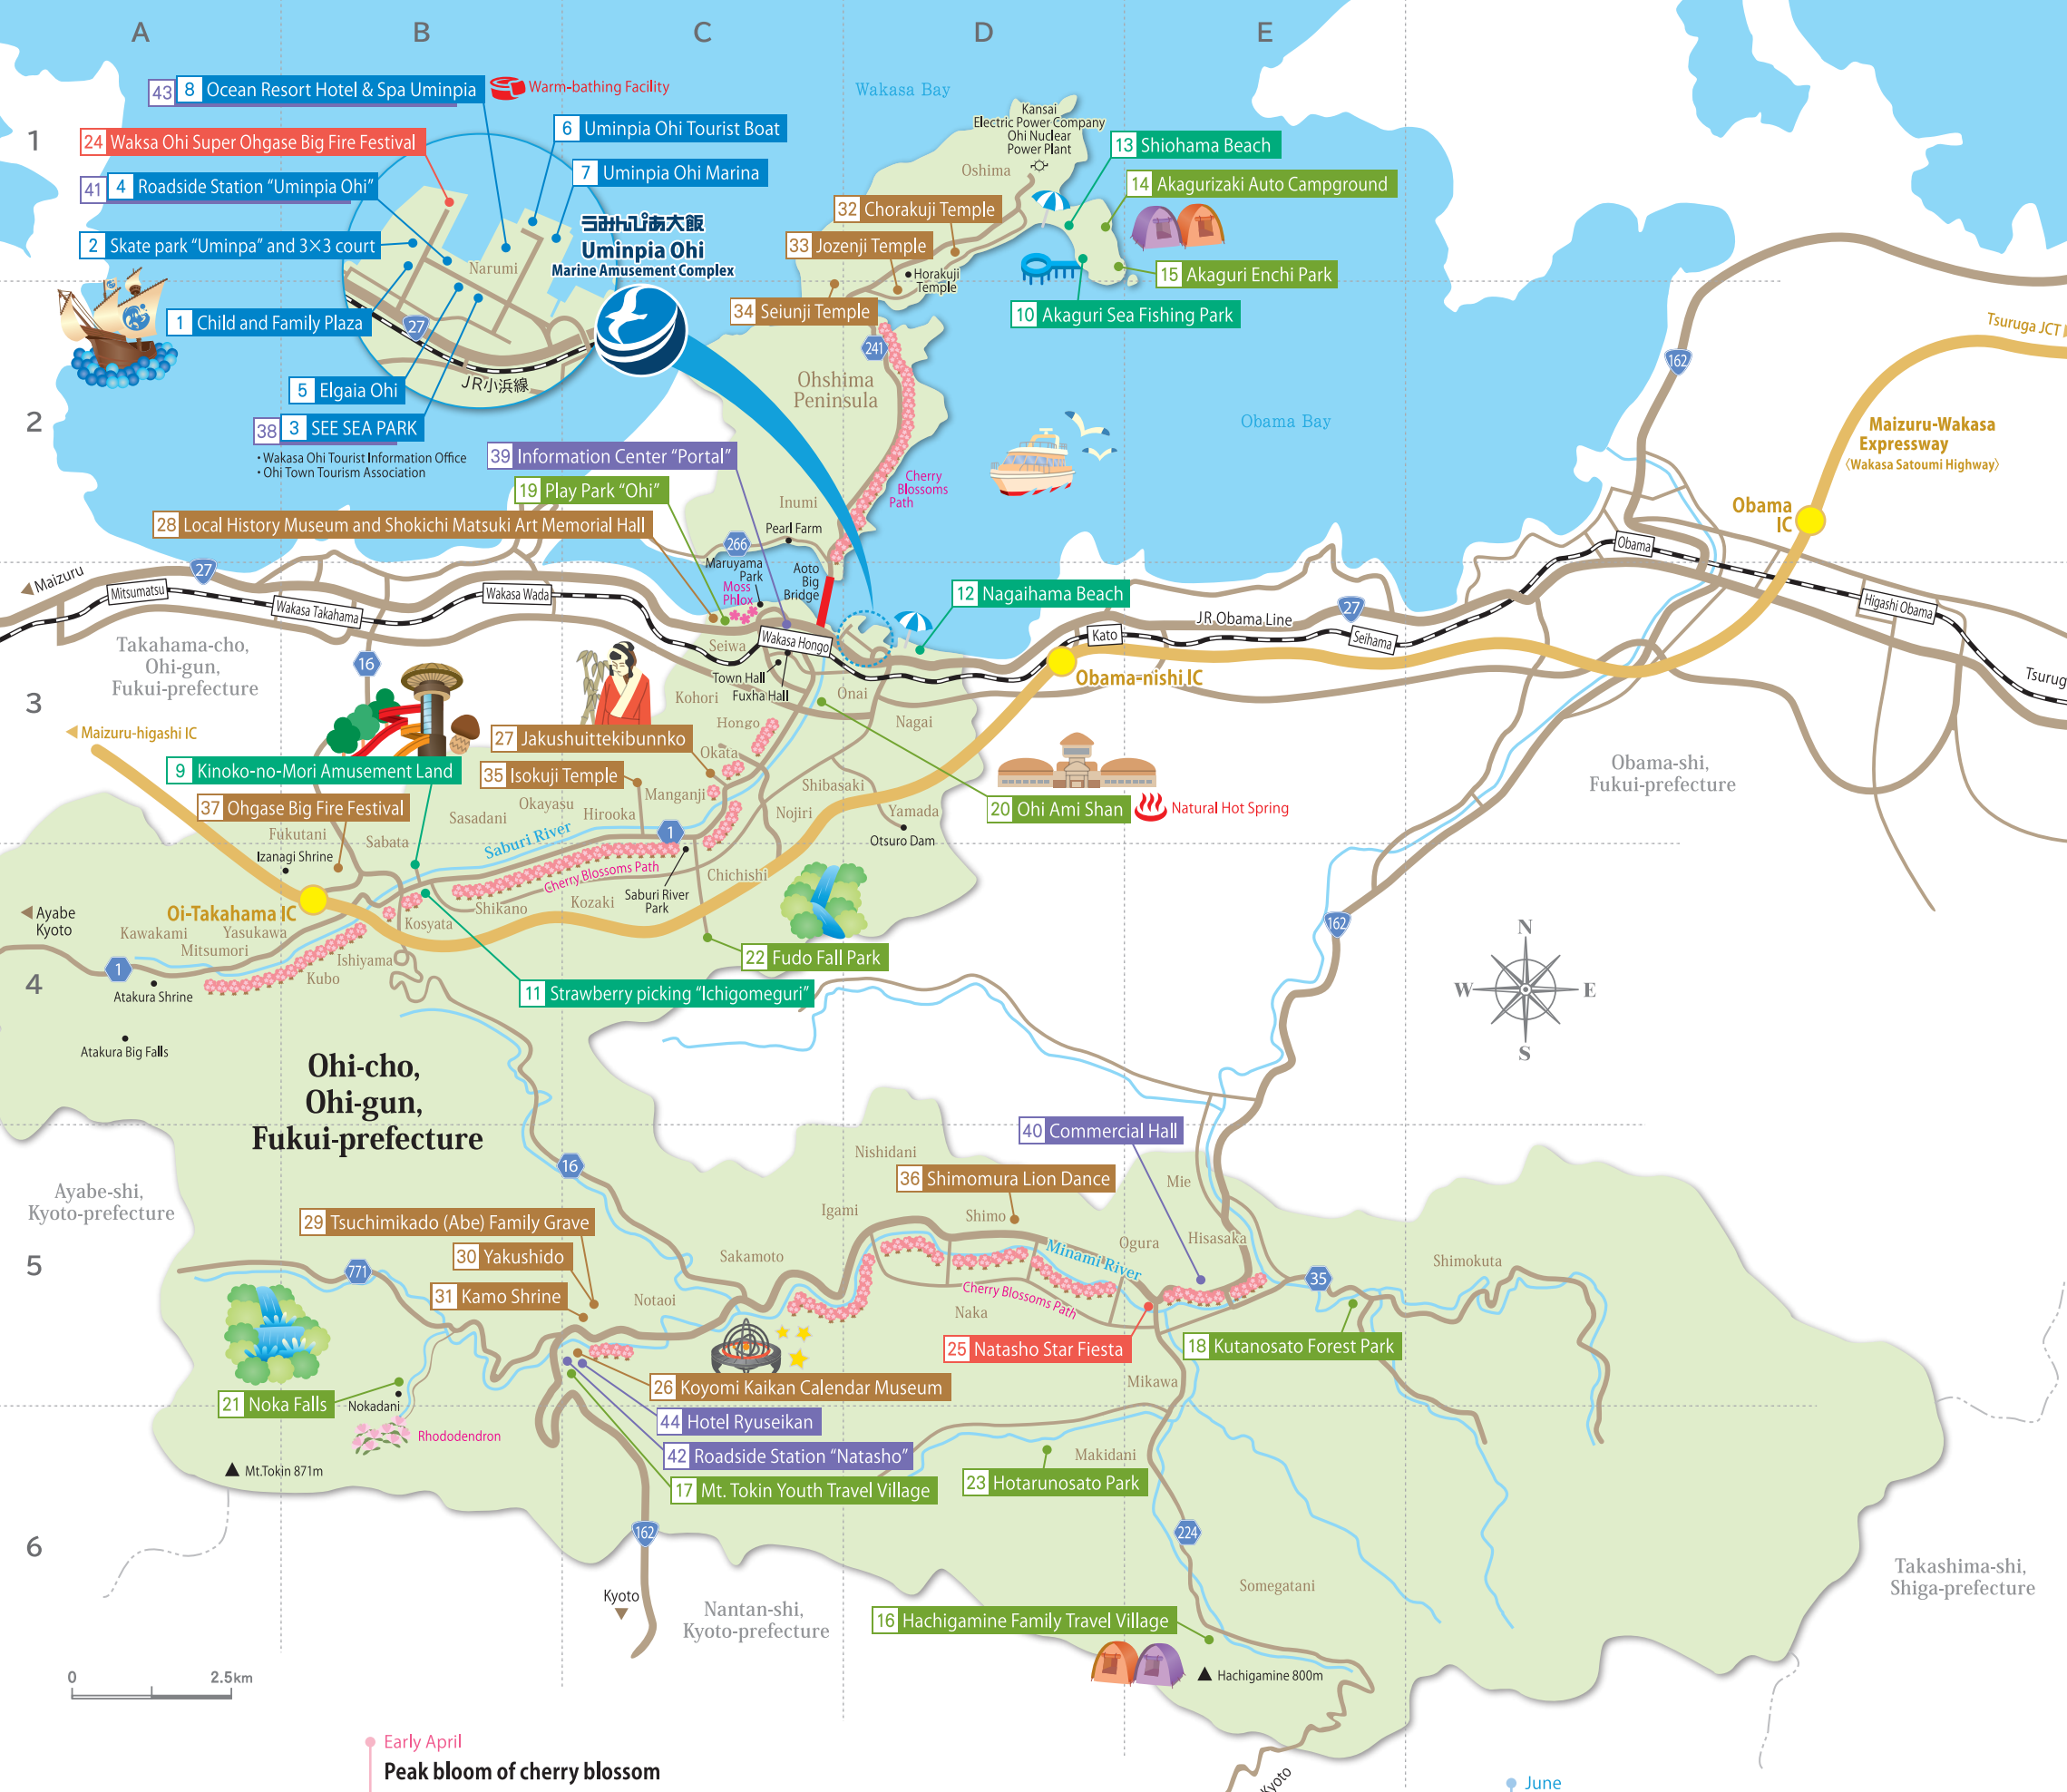 A
B
C
D
E
1
2
3
4
5
6
43 8 Ocean Resort Hotel & Spa Uminpia
Warm-bathing Facility
24 Waksa Ohi Super Ohgase Big Fire Festival
6 Uminpia Ohi Tourist Boat
41 4 Roadside Station “Uminpia Ohi”
7 Uminpia Ohi Marina
2 Skate park “Uminpa” and 3×3 court
Narumi
うみんぴあ大飯
Uminpia Ohi
Marine Amusement Complex
1 Child and Family Plaza
27
JR小浜線
5 Elgaia Ohi
38 3 SEE SEA PARK
・Wakasa Ohi Tourist Information Office
・Ohi Town Tourism Association
Wakasa Bay
Kansai
Electric Power Company
Ohi Nuclear
Power Plant
Oshima
13 Shiohama Beach
14 Akagurizaki Auto Campground
32 Chorakuji Temple
33 Jozenji Temple
Horakuji
Temple
15 Akaguri Enchi Park
34 Seiunji Temple
10 Akaguri Sea Fishing Park
241
Ohshima
Peninsula
Obama Bay
Cherry
Blossoms
Path
39 Information Center “Portal”
19 Play Park “Ohi”
Inumi
28 Local History Museum and Shokichi Matsuki Art Memorial Hall
Pearl Farm
266
Maruyama
Park
Moss
Phlox
Aoto
Big
Bridge
12 Nagaihama Beach
162
Tsuruga JCT
Maizuru-Wakasa
Expressway
〈Wakasa Satoumi Highway〉
Obama
IC
Obama
Higashi Obama
Tsurug
Maizuru
27
Mitsumatsu
Wakasa Takahama
Wakasa Wada
Wakasa Hongo
Seiwa
Kato
JR Obama Line
27
Seihama
Obama-nishi IC
Takahama-cho,
Ohi-gun,
Fukui-prefecture
16
Town Hall
Fuxha Hall
Kohori
Onai
Hongo
Nagai
Okata
Maizuru-higashi IC
27 Jakushuittekibunnko
9 Kinoko-no-Mori Amusement Land
35 Isokuji Temple
Manganji
Shibasaki
37 Ohgase Big Fire Festival
Okayasu
Hirooka
Sasadani
Nojiri
Yamada
Otsuro Dam
20 Ohi Ami Shan
Natural Hot Spring
Obama-shi,
Fukui-prefecture
Fukutani
Sabata
Saburi River
1
Izanagi Shrine
Cherry Blossoms Path
Chichishi
Saburi River
Park
Oi-Takahama IC
Shikano
Kozaki
Kosyata
Ayabe
Kyoto
Kawakami
Yasukawa
Mitsumori
Ishiyama
Kubo
1
Atakura Shrine
Atakura Big Falls
22 Fudo Fall Park
11 Strawberry picking “Ichigomeguri”
162
N
W
E
S
Ohi-cho,
Ohi-gun,
Fukui-prefecture
16
Ayabe-shi,
Kyoto-prefecture
40 Commercial Hall
Nishidani
36 Shimomura Lion Dance
Mie
29 Tsuchimikado (Abe) Family Grave
Igami
Shimo
Ogura
Hisasaka
30 Yakushido
Sakamoto
Minami River
Shimokuta
771
35
31 Kamo Shrine
Notaoi
Cherry Blossoms Path
Naka
25 Natasho Star Fiesta
18 Kutanosato Forest Park
26 Koyomi Kaikan Calendar Museum
Mikawa
21 Noka Falls
Nokadani
Rhododendron
44 Hotel Ryuseikan
42 Roadside Station “Natasho”
Makidani
Mt.Tokin 871m
17 Mt. Tokin Youth Travel Village
23 Hotarunosato Park
162
224
Somegatani
Takashima-shi,
Shiga-prefecture
Kyoto
Nantan-shi,
Kyoto-prefecture
16 Hachigamine Family Travel Village
Hachigamine 800m
0
2.5km
Kyoto
Early April
Peak bloom of cherry blossom
June